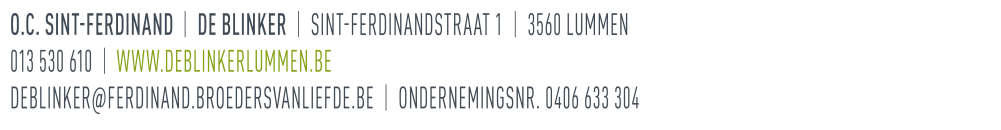 O.C. SINT-FERDINAND | DE BLINKER | SINT-FERDINANDSTRAAT 1 | 3560 LUMMEN
013 530 610 | WWW.DEBLINKERLUMMEN.BE
DEBLINKER@FERDINAND.BROEDERSVANLIEFDE.BE | ONDERNEMINGSNR. 0406 633 304